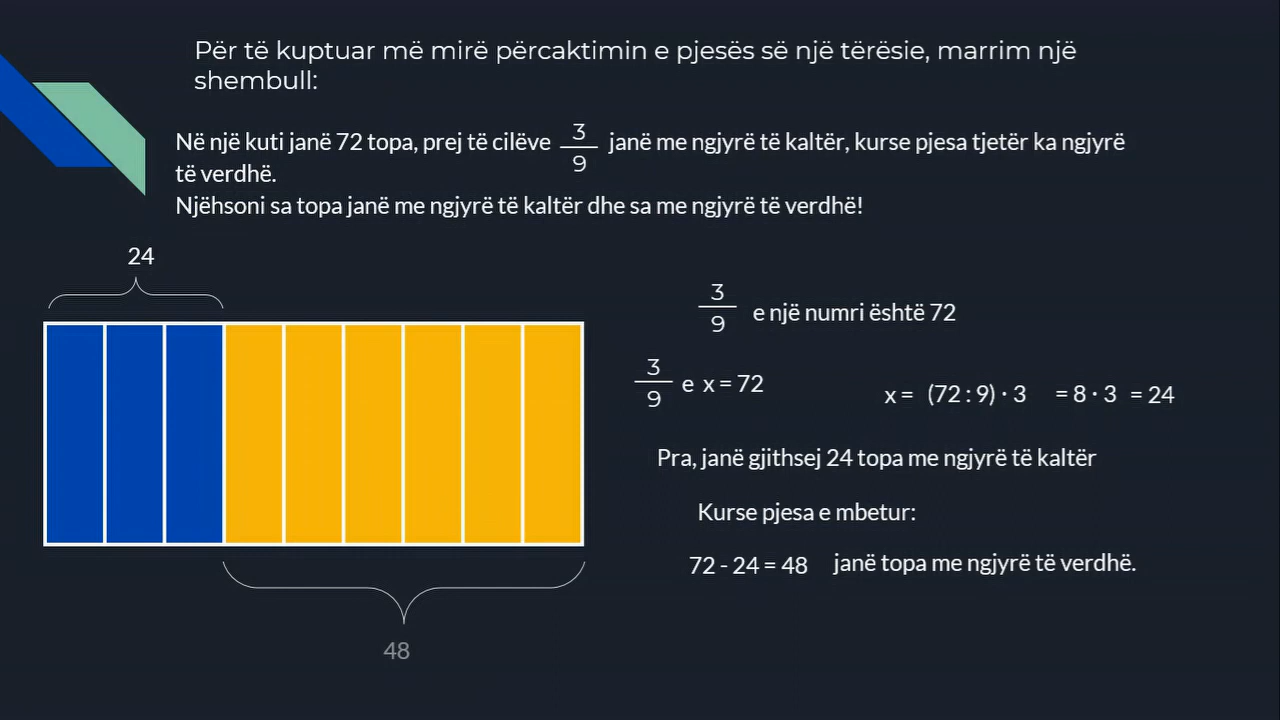 Për të kuptuar më mirë përcaktimin e pjesës së një tërësie, marrim një
shembull:
Në një kuti janë 72 topa, prej të cilëve 3/9 janë me ngjyrë të kaltër, kurse pjesa tjetër ka ngjyrë
të verdhë.
Njëhsoni sa topa janë me ngjyrë të kaltër dhe sa me ngjyrë të verdhë!
24
3/9 e një numri është 72
3/9 e x = 72
x = (72 : 9) · 3 = 8 · 3 = 24
Pra, janë gjithsej 24 topa me ngjyrë të kaltër
Kurse pjesa e mbetur:
72 - 24 = 48 janë topa me ngjyrë të verdhë.
48